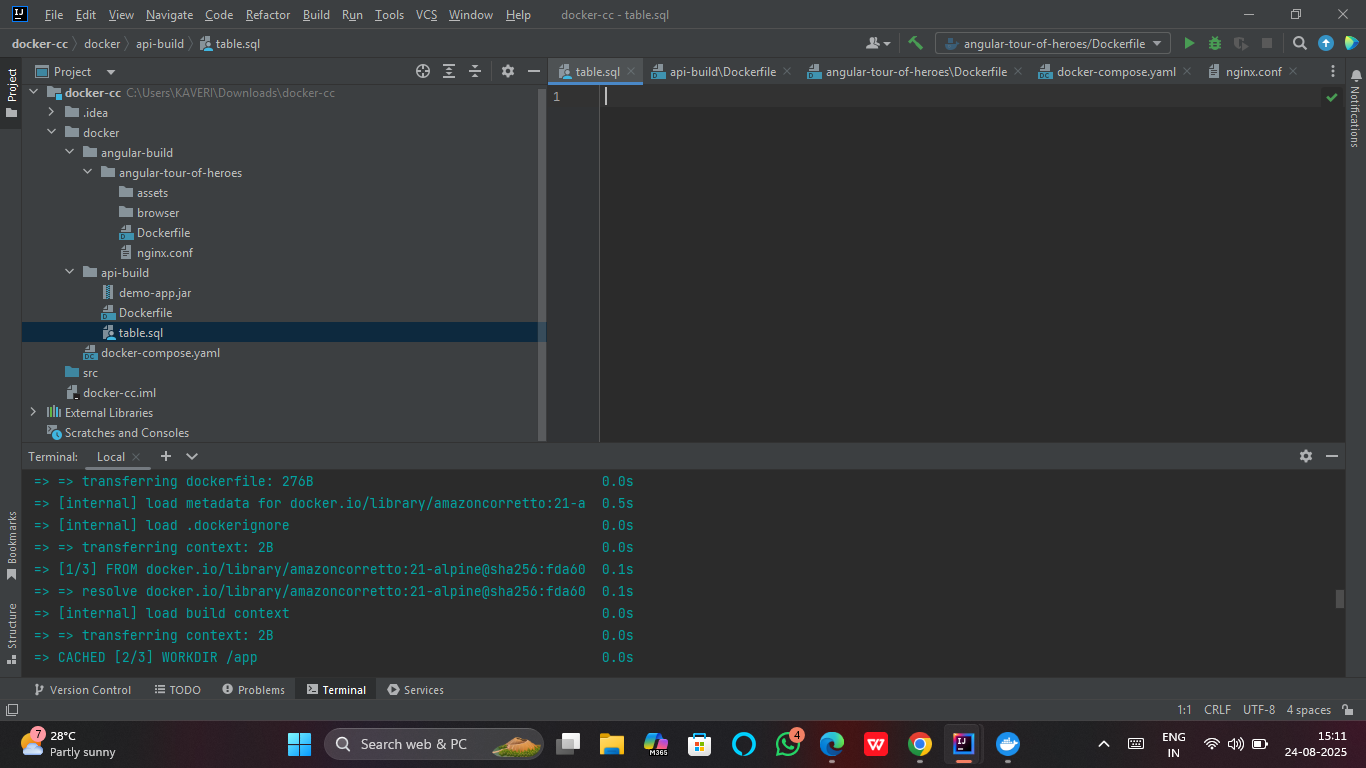 File Edit View Navigate Code Refactor Build Run Tools VCS Window Help docker-cc - table.sql
docker-cc docker api-build table.sql angular-tour-of-heroes/Dockerfile
Project
Project
table.sql api-build\Dockerfile angular-tour-of-heroes\Dockerfile docker-compose.yaml nginx.conf
Notifications
docker-cc C:\Users\KAVERI\Downloads\docker-cc
1
.idea
docker
angular-build
angular-tour-of-heroes
assets
browser
Dockerfile
nginx.conf
api-build
demo-app.jar
Dockerfile
table.sql
docker-compose.yaml
src
docker-cc.iml
External Libraries
Scratches and Consoles
Terminal: Local
=> => transferring dockerfile: 276B 0.0s
=> [internal] load metadata for docker.io/library/amazoncorretto:21-a 0.5s
=> [internal] load .dockerignore 0.0s
=> => transferring context: 2B 0.0s
=> [1/3] FROM docker.io/library/amazoncorretto:21-alpine@sha256:fda60 0.1s
=> => resolve docker.io/library/amazoncorretto:21-alpine@sha256:fda60 0.1s
=> [internal] load build context 0.0s
=> => transferring context: 2B 0.0s
=> CACHED [2/3] WORKDIR /app 0.0s
Bookmarks
Structure
Version Control TODO Problems Terminal Services
1:1 CRLF UTF-8 4 spaces
7 28°C
Partly sunny
Search web & PC
M365
4
ENG
IN
15:11
24-08-2025